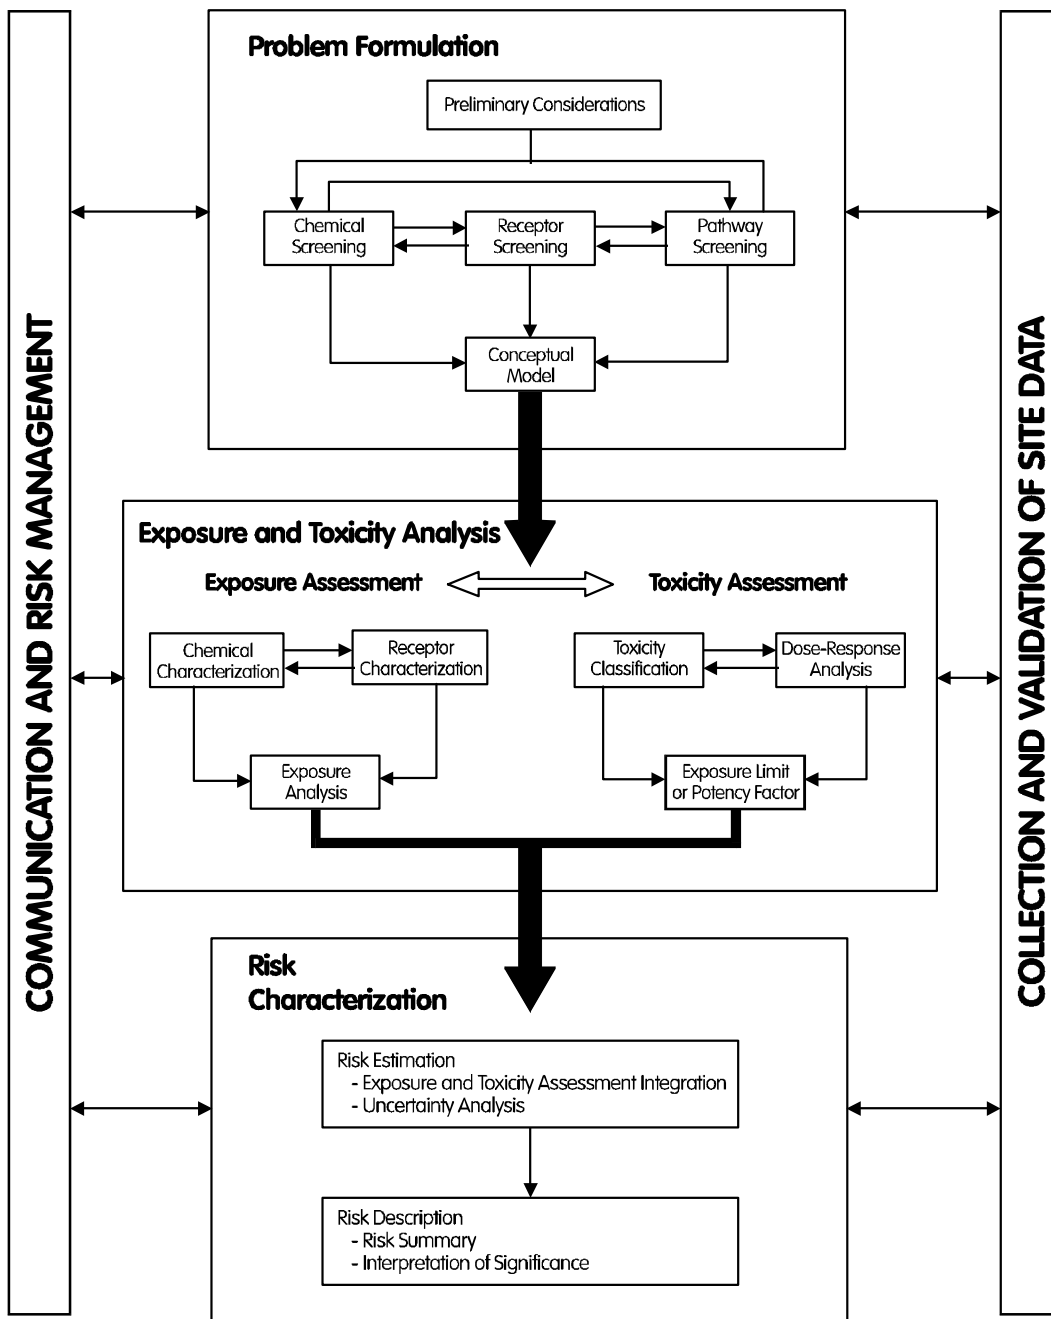 Problem Formulation
Preliminary Considerations
Chemical
Screening
Receptor
Screening
Pathway
Screening
Conceptual
Model
COMMUNICATION AND RISK MANAGEMENT
COLLECTION AND VALIDATION OF SITE DATA
Exposure and Toxicity Analysis
Exposure Assessment
Toxicity Assessment
Chemical
Characterization
Receptor
Characterization
Toxicity
Classification
Dose-Response
Analysis
Exposure
Analysis
Exposure Limit
or Potency Factor
Risk
Characterization
Risk Estimation
- Exposure and Toxicity Assessment Integration
- Uncertainty Analysis
Risk Description
- Risk Summary
- Interpretation of Significance